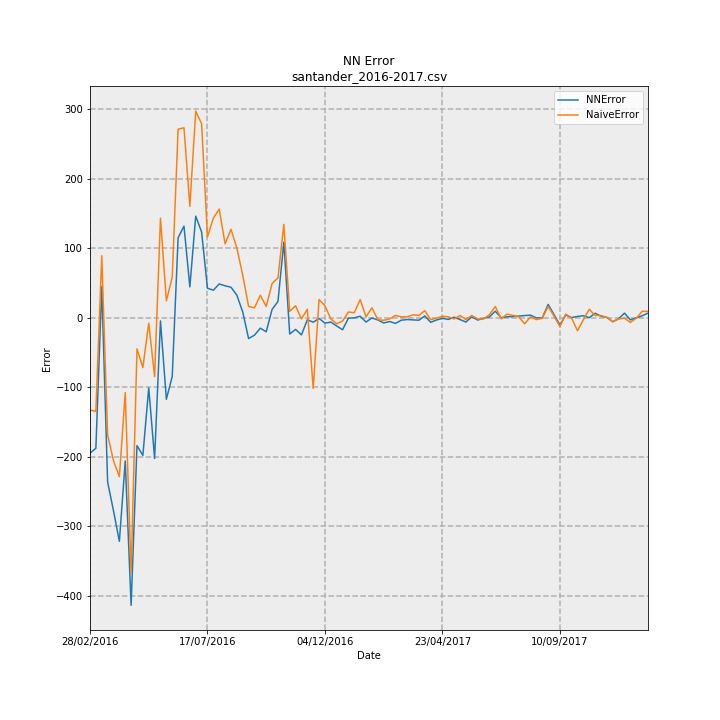 NN Error
santander_2016-2017.csv
NNError
NaiveError
300
200
100
0
−100
−200
−300
−400
Error
28/02/2016
17/07/2016
04/12/2016
23/04/2017
10/09/2017
Date